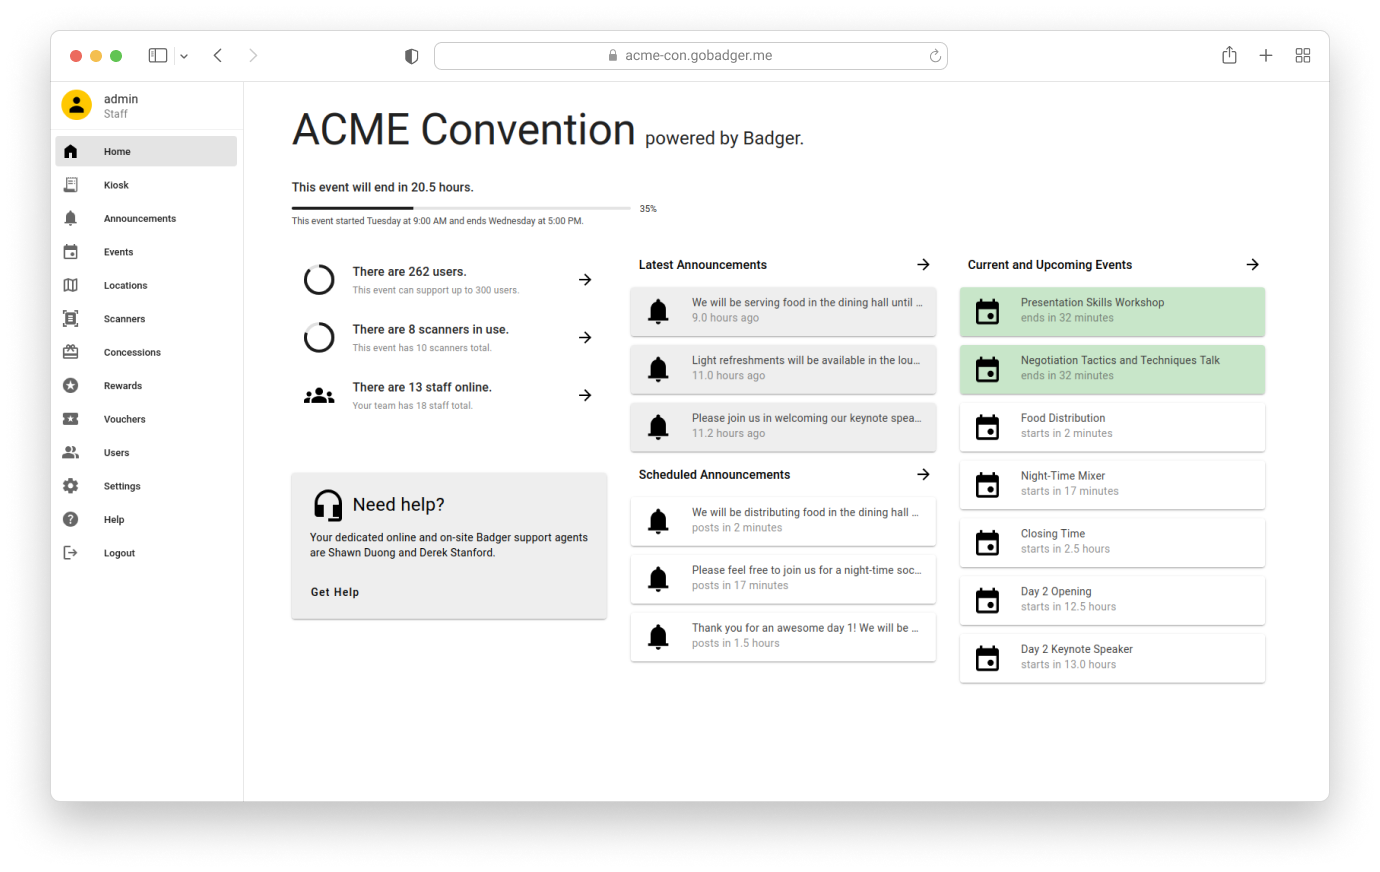 acme-con.gobadger.me
admin
Staff
Home
Kiosk
Announcements
Events
Locations
Scanners
Concessions
Rewards
Vouchers
Users
Settings
Help
Logout
ACME Convention powered by Badger.
This event will end in 20.5 hours.
35%
This event started Tuesday at 9:00 AM and ends Wednesday at 5:00 PM.
There are 262 users.
This event can support up to 300 users.
There are 8 scanners in use.
This event has 10 scanners total.
There are 13 staff online.
Your team has 18 staff total.
Need help?
Your dedicated online and on-site Badger support agents
are Shawn Duong and Derek Stanford.
Get Help
Latest Announcements
We will be serving food in the dining hall until ...
9.0 hours ago
Light refreshments will be available in the lou...
11.0 hours ago
Please join us in welcoming our keynote spea...
11.2 hours ago
Scheduled Announcements
We will be distributing food in the dining hall ...
posts in 2 minutes
Please feel free to join us for a night-time soc...
posts in 17 minutes
Thank you for an awesome day 1! We will be ...
posts in 1.5 hours
Current and Upcoming Events
Presentation Skills Workshop
ends in 32 minutes
Negotiation Tactics and Techniques Talk
ends in 32 minutes
Food Distribution
starts in 2 minutes
Night-Time Mixer
starts in 17 minutes
Closing Time
starts in 2.5 hours
Day 2 Opening
starts in 12.5 hours
Day 2 Keynote Speaker
starts in 13.0 hours